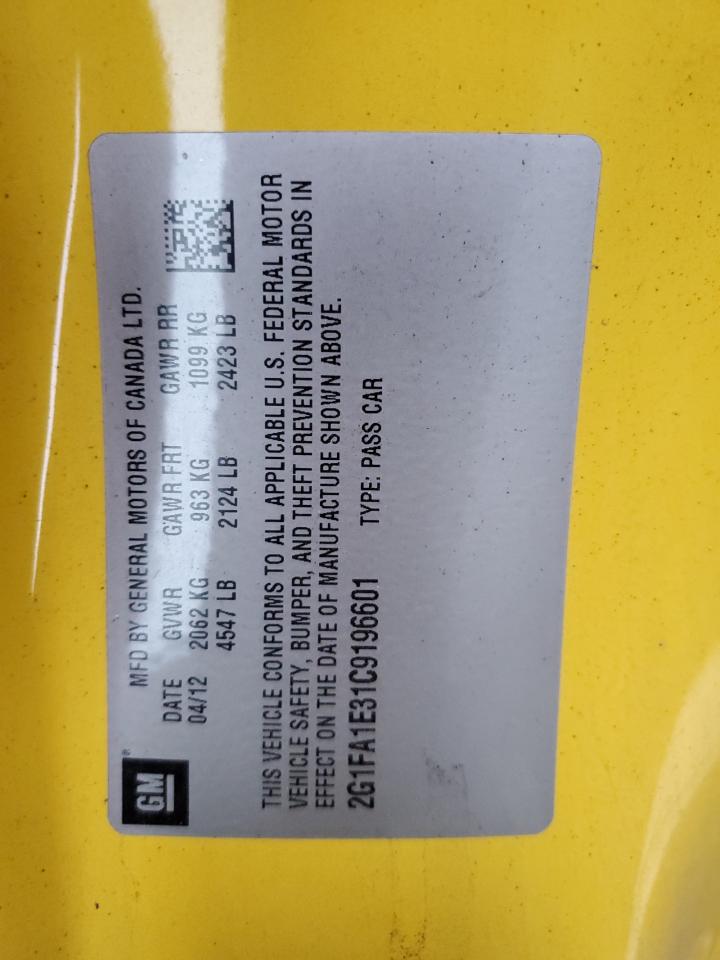 GM®
MFD BY GENERAL MOTORS OF CANADA LTD.
DATE GVWR GAWR FRT GAWR RR
04/12 2062 KG 963 KG 1099 KG
4547 LB 2124 LB 2423 LB
THIS VEHICLE CONFORMS TO ALL APPLICABLE U.S. FEDERAL MOTOR
VEHICLE SAFETY, BUMPER, AND THEFT PREVENTION STANDARDS IN
EFFECT ON THE DATE OF MANUFACTURE SHOWN ABOVE.
2G1FA1E31C9196601 TYPE: PASS CAR